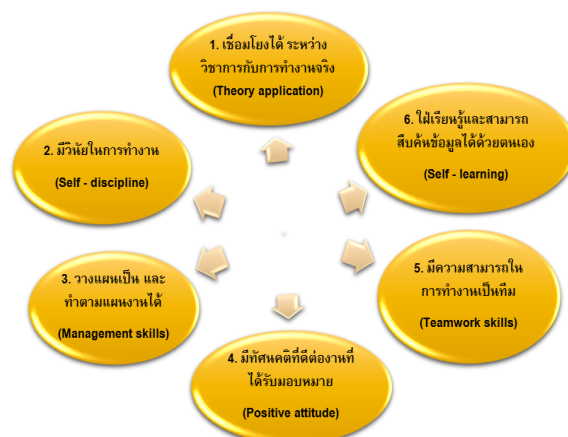 1. เชื่อมโยงได้ ระหว่าง
วิชาการกับการทำงานจริง
(Theory application)
2. มีวินัยในการทำงาน
(Self - discipline)
3. วางแผนเป็น และ
ทำตามแผนงานได้
(Management skills)
4. มีทัศนคติที่ดีต่องานที่
ได้รับมอบหมาย
(Positive attitude)
5. มีความสามารถใน
การทำงานเป็นทีม
(Teamwork skills)
6. ใฝ่เรียนรู้และสามารถ
สืบค้นข้อมูลได้ด้วยตนเอง
(Self - learning)